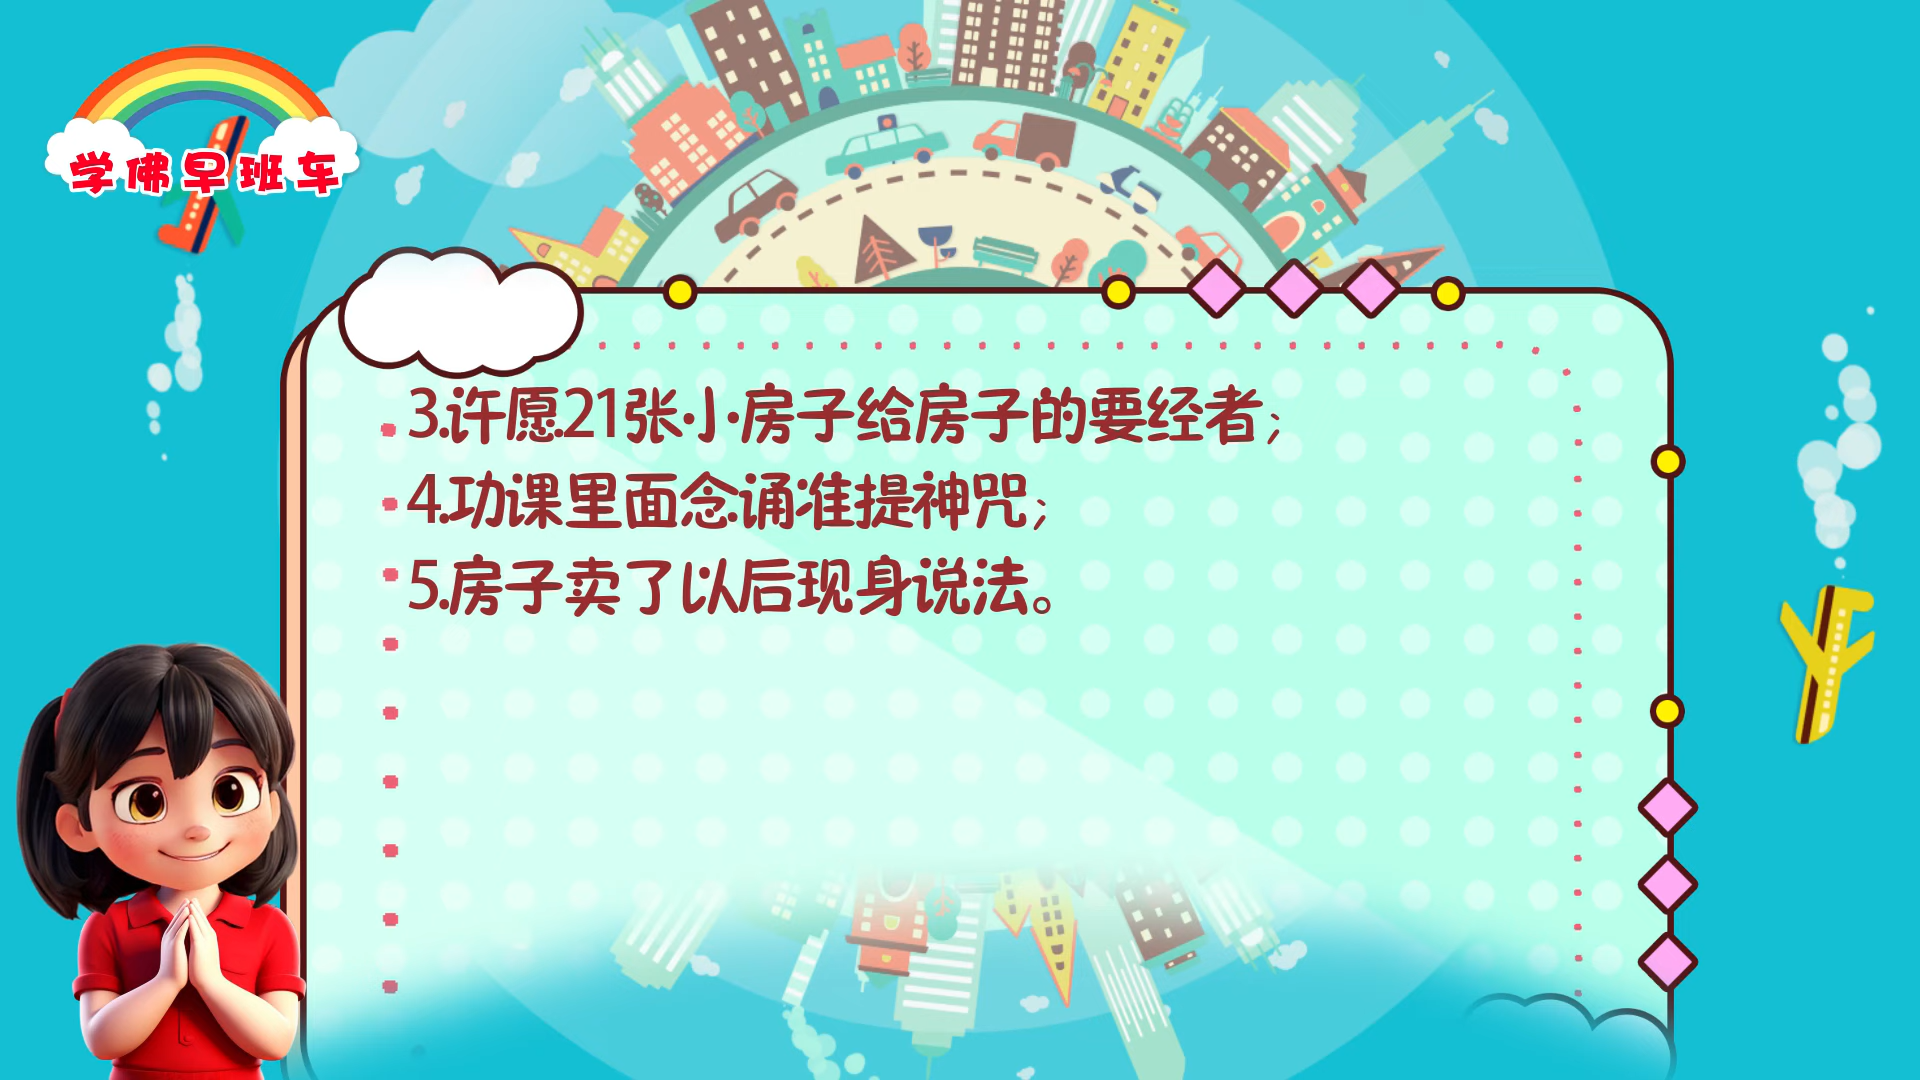 学佛早班车
3.许愿21张小房子给房子的要经者；
4.功课里面念诵准提神咒；
5.房子卖了以后现身说法。